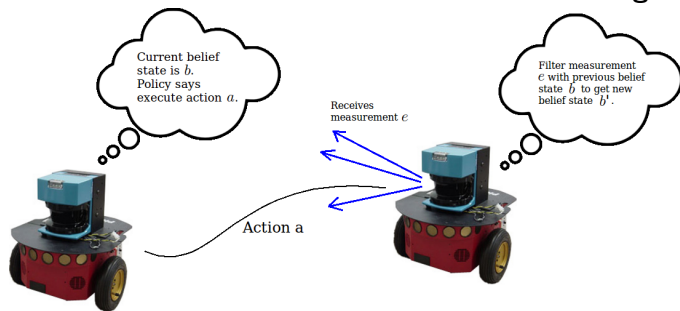 Current belief
state is b.
Policy says
execute action a.
Receives
measurement e
Action a
Filter measurement
e with previous belief
state b to get new
belief state b'.